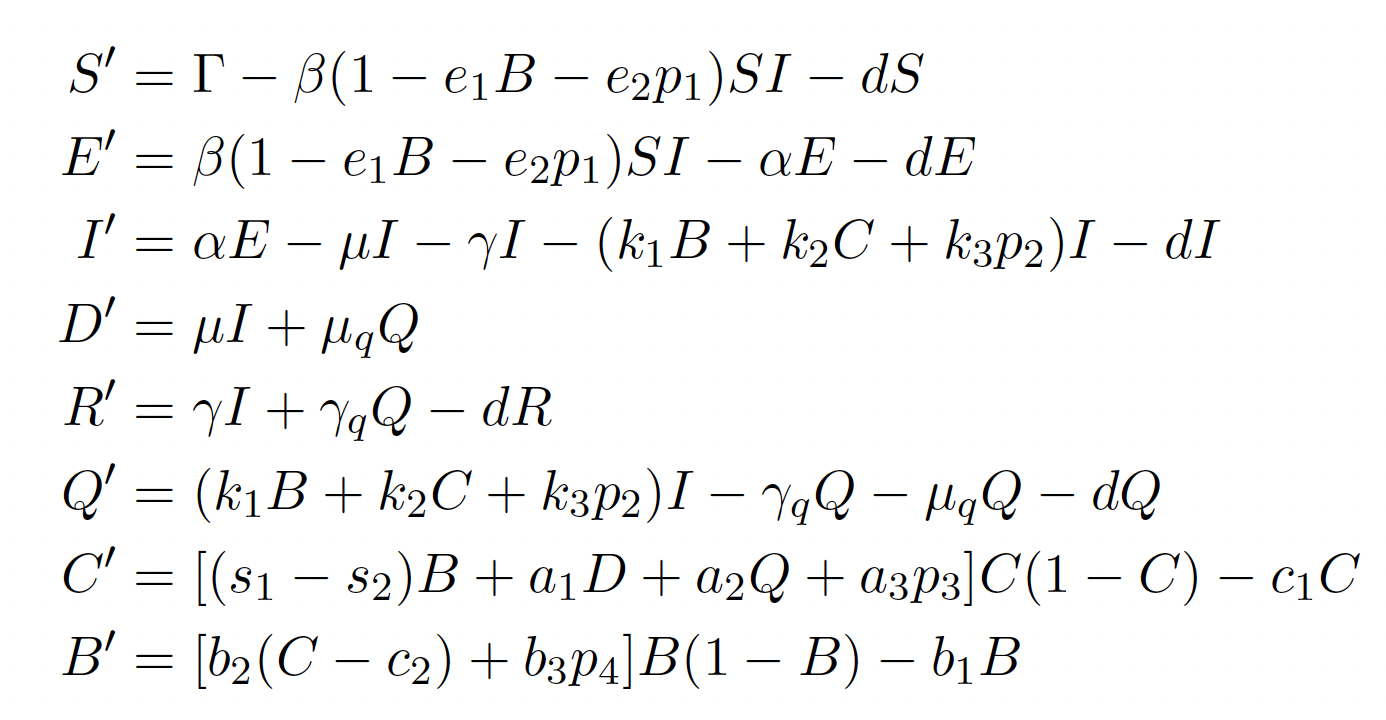 S′ = Γ − β(1 − e₁B − e₂p₁)SI − dS
E′ = β(1 − e₁B − e₂p₁)SI − αE − dE
I′ = αE − μI − γI − (k₁B + k₂C + k₃p₂)I − dI
D′ = μI + μ_qQ
R′ = γI + γ_qQ − dR
Q′ = (k₁B + k₂C + k₃p₂)I − γ_qQ − μ_qQ − dQ
C′ = [(s₁ − s₂)B + a₁D + a₂Q + a₃p₃]C(1 − C) − c₁C
B′ = [b₂(C − c₂) + b₃p₄]B(1 − B) − b₁B